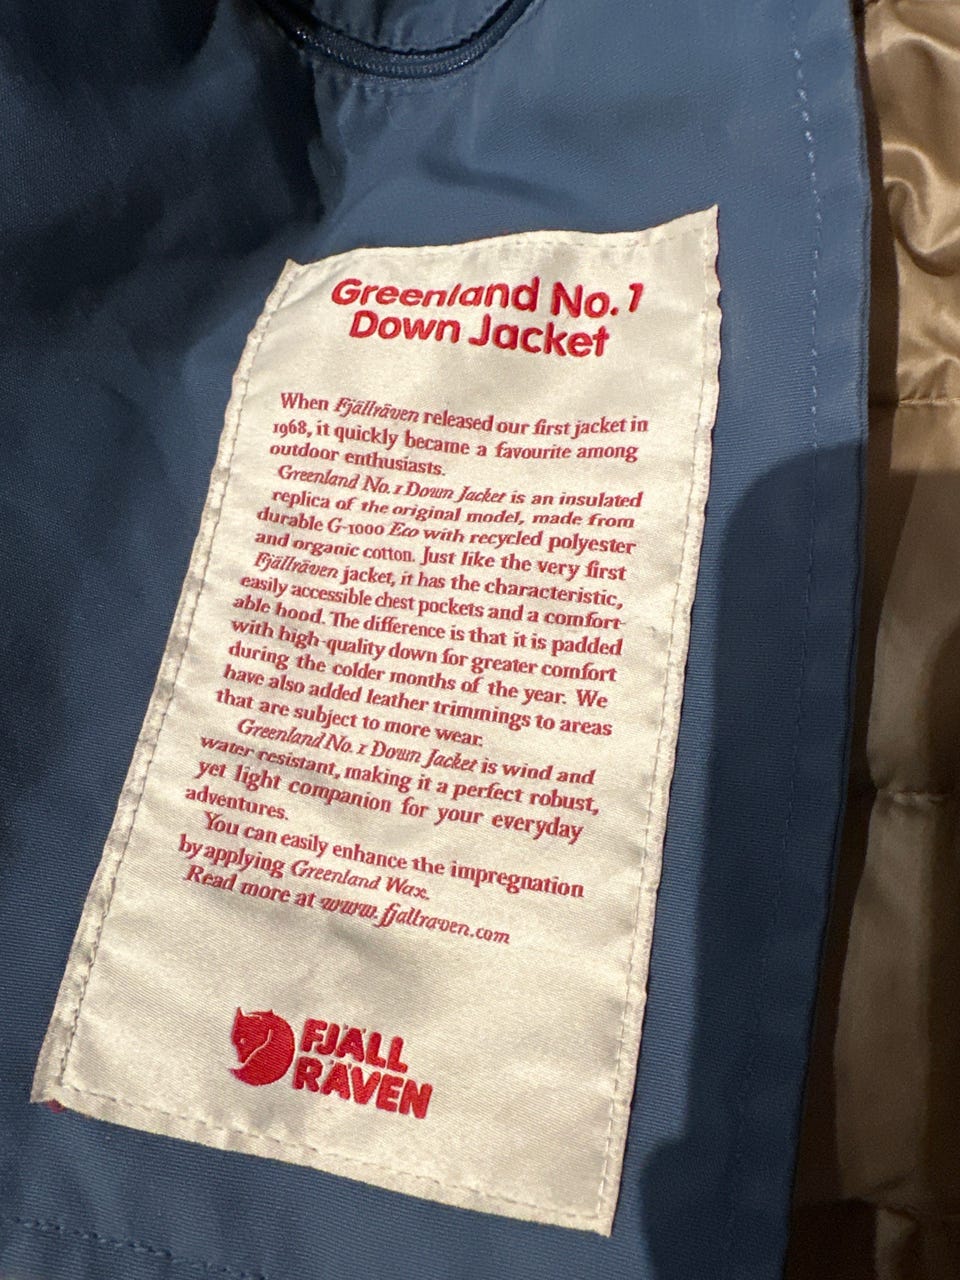 Greenland No.1
Down Jacket
When Fjällräven released our first jacket in
1968, it quickly became a favourite among
outdoor enthusiasts.
Greenland No. 1 Down Jacket is an insulated
replica of the original model, made from
durable G-1000 Eco with recycled polyester
and organic cotton. Just like the very first
Fjällräven jacket, it has the characteristic,
easily accessible chest pockets and a comfort-
able hood. The difference is that it is padded
with high-quality down for greater comfort
during the colder months of the year. We
have also added leather trimmings to areas
that are subject to more wear.
Greenland No. 1 Down Jacket is wind and
water resistant, making it a perfect robust,
yet light companion for your everyday
adventures.
You can easily enhance the impregnation
by applying Greenland Wax.
Read more at www.fjallraven.com
FJÄLL
RÄVEN